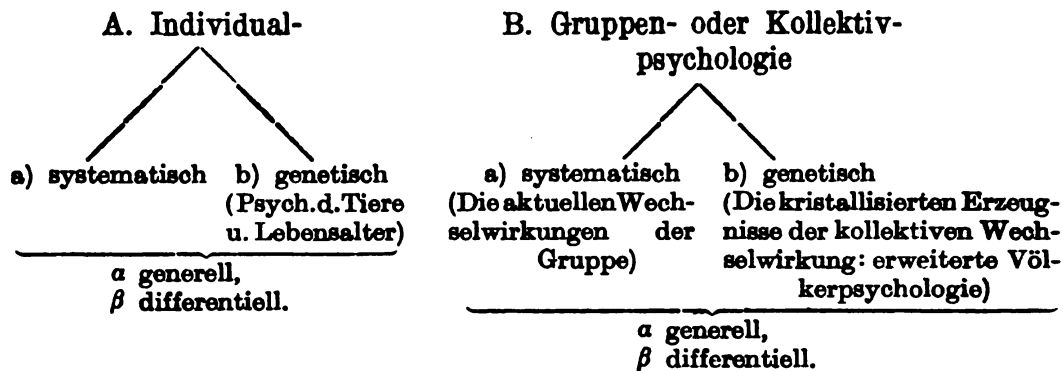 A. Individual-
a) systematisch
b) genetisch
(Psych.d.Tiere
u. Lebensalter)
α generell,
β differentiell.
B. Gruppen- oder Kollektiv-
psychologie
a) systematisch
(Die aktuellen Wech-
selwirkungen der
Gruppe)
b) genetisch
(Die kristallisierten Erzeug-
nisse der kollektiven Wech-
selwirkung: erweiterte Völ-
kerpsychologie)
α generell,
β differentiell.